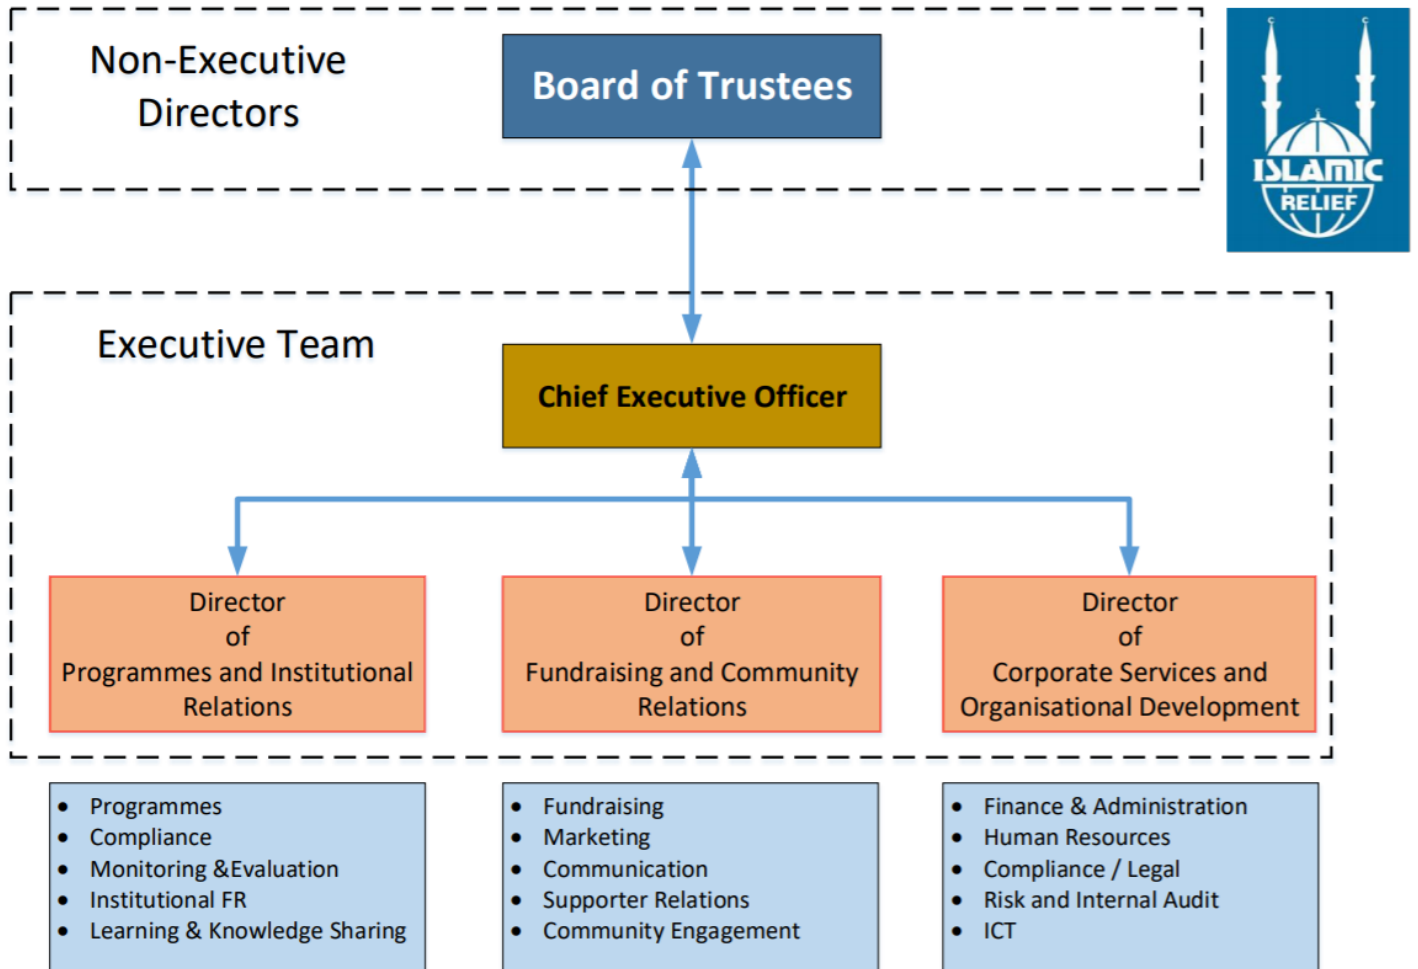 Non-Executive
Directors
Board of Trustees
ISLAMIC
RELIEF
Executive Team
Chief Executive Officer
Director
of
Programmes and Institutional
Relations
Director
of
Fundraising and Community
Relations
Director
of
Corporate Services and
Organisational Development
• Programmes
• Compliance
• Monitoring &Evaluation
• Institutional FR
• Learning & Knowledge Sharing
• Fundraising
• Marketing
• Communication
• Supporter Relations
• Community Engagement
• Finance & Administration
• Human Resources
• Compliance / Legal
• Risk and Internal Audit
• ICT